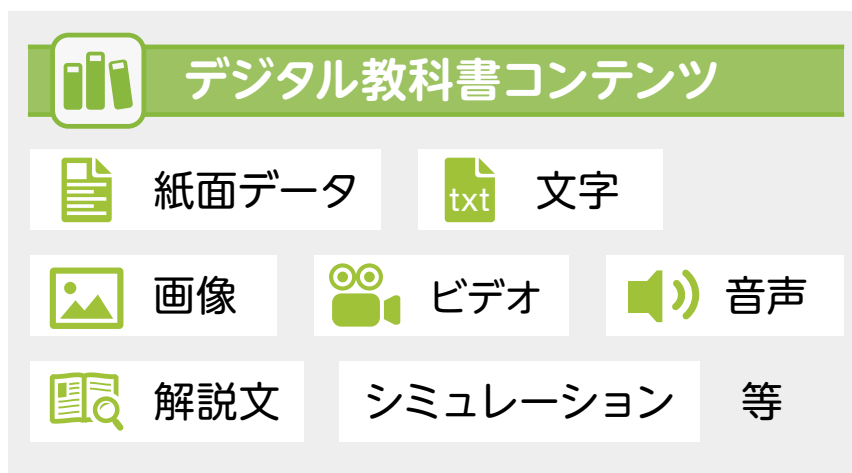 デジタル教科書コンテンツ
紙面データ
txt
文字
画像
ビデオ
音声
解説文
シミュレーション
等